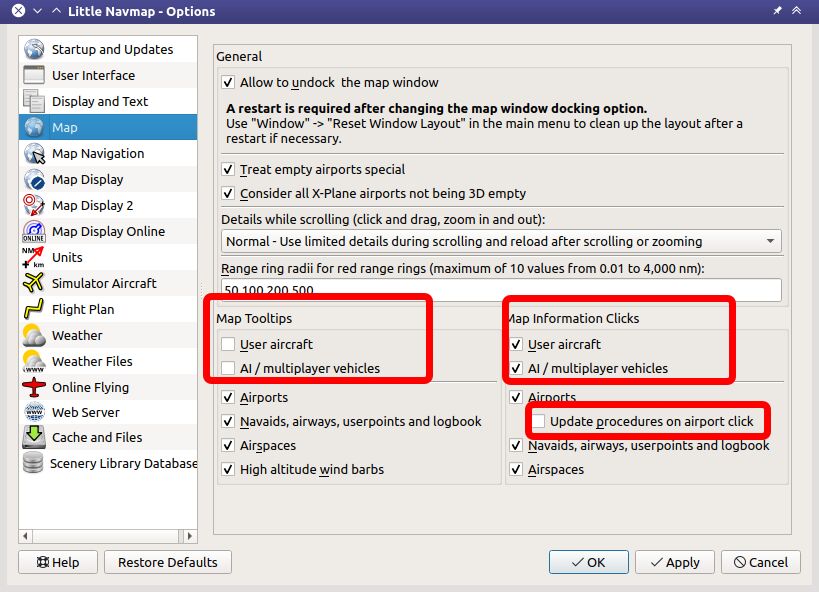 Little Navmap - Options
Startup and Updates
User Interface
Display and Text
Map
Map Navigation
Map Display
Map Display 2
Map Display Online
Units
Simulator Aircraft
Flight Plan
Weather
Weather Files
Online Flying
Web Server
Cache and Files
Scenery Library Database
General
Allow to undock the map window
A restart is required after changing the map window docking option.
Use "Window" -> "Reset Window Layout" in the main menu to clean up the layout after a
restart if necessary.
Treat empty airports special
Consider all X-Plane airports not being 3D empty
Details while scrolling (click and drag, zoom in and out):
Normal - Use limited details during scrolling and reload after scrolling or zooming
Range ring radii for red range rings (maximum of 10 values from 0.01 to 4,000 nm):
50 100 200 500
Map Tooltips
User aircraft
AI / multiplayer vehicles
Airports
Navaids, airways, userpoints and logbook
Airspaces
High altitude wind barbs
Map Information Clicks
User aircraft
AI / multiplayer vehicles
Airports
Update procedures on airport click
Navaids, airways, userpoints and logbook
Airspaces
Help
Restore Defaults
OK
Apply
Cancel